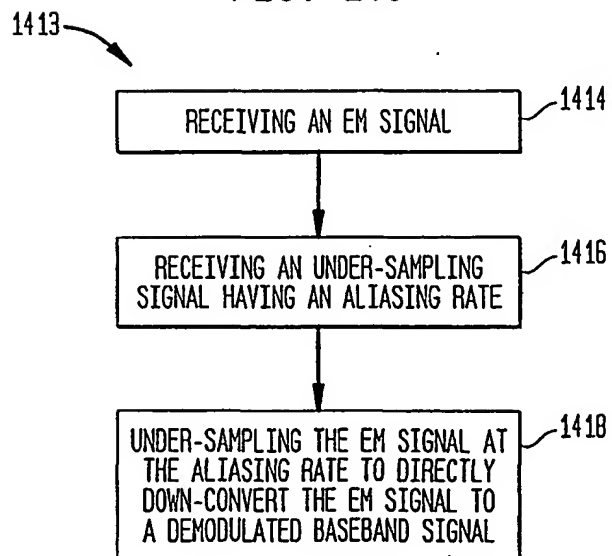 1413
RECEIVING AN EM SIGNAL
1414
RECEIVING AN UNDER-SAMPLING
SIGNAL HAVING AN ALIASING RATE
1416
UNDER-SAMPLING THE EM SIGNAL AT
THE ALIASING RATE TO DIRECTLY
DOWN-CONVERT THE EM SIGNAL TO
A DEMODULATED BASEBAND SIGNAL
1418